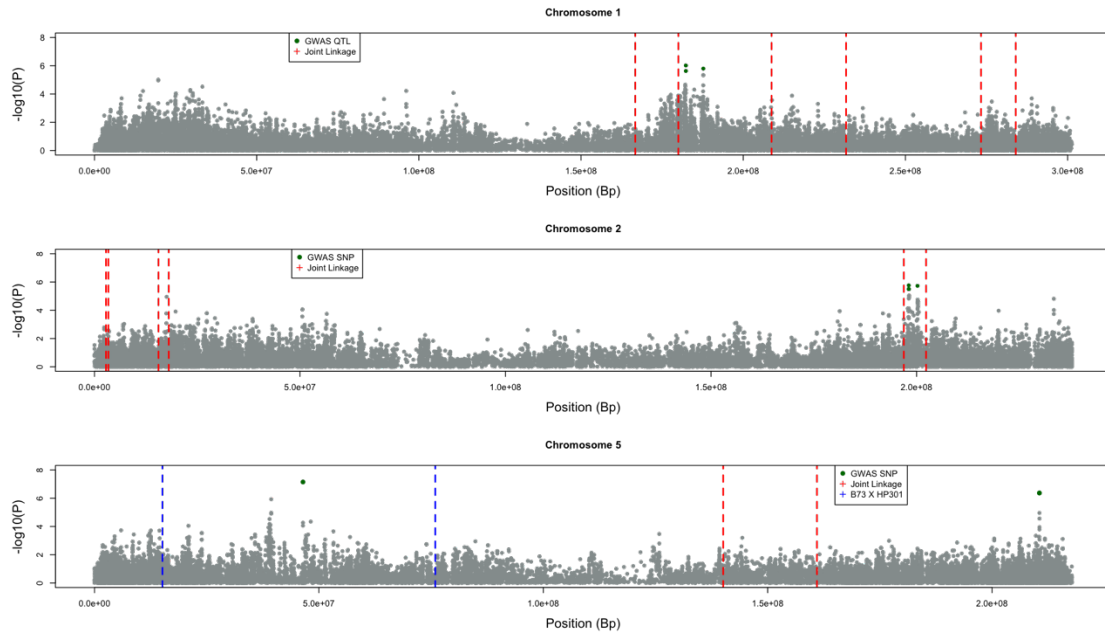 Chromosome 1
8
6
4
2
0
-log10(P)
GWAS QTL
Joint Linkage
0.0e+00 5.0e+07 1.0e+08 1.5e+08 2.0e+08 2.5e+08 3.0e+08
Position (Bp)
Chromosome 2
8
6
4
2
0
-log10(P)
GWAS SNP
Joint Linkage
0.0e+00 5.0e+07 1.0e+08 1.5e+08 2.0e+08
Position (Bp)
Chromosome 5
8
6
4
2
0
-log10(P)
GWAS SNP
Joint Linkage
B73 X HP301
0.0e+00 5.0e+07 1.0e+08 1.5e+08 2.0e+08
Position (Bp)